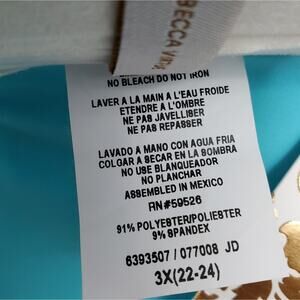 BECCA
NO BLEACH DO NOT IRON
LAVER A LA MAIN A L'EAU FROIDE
ETENDRE A L'OMBRE
NE PAS JAVELLISER
NE PAS REPASSER
LAVADO A MANO CON AGUA FRIA
COLGAR A SECAR EN LA SOMBRA
NO USE BLANQUEADOR
NO PLANCHAR
ASSEMBLED IN MEXICO
RN#59526
91% POLYESTER/POLIESTER
9% SPANDEX
6393507 / 077008 JD
3X(22-24)